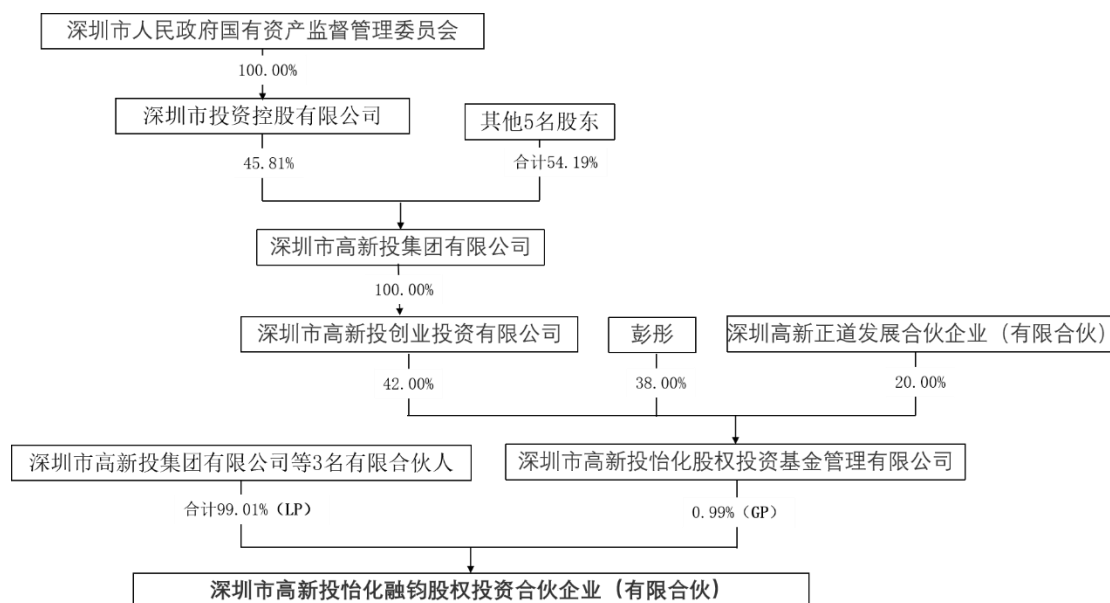 深圳市人民政府国有资产监督管理委员会
100.00%
深圳市投资控股有限公司
其他5名股东
45.81%
合计54.19%
深圳市高新投集团有限公司
100.00%
深圳市高新投创业投资有限公司
彭彤
深圳高新正道发展合伙企业（有限合伙）
42.00%
38.00%
20.00%
深圳市高新投集团有限公司等3名有限合伙人
深圳市高新投怡化股权投资基金管理有限公司
合计99.01%（LP）
0.99%（GP）
深圳市高新投怡化融钧股权投资合伙企业（有限合伙）